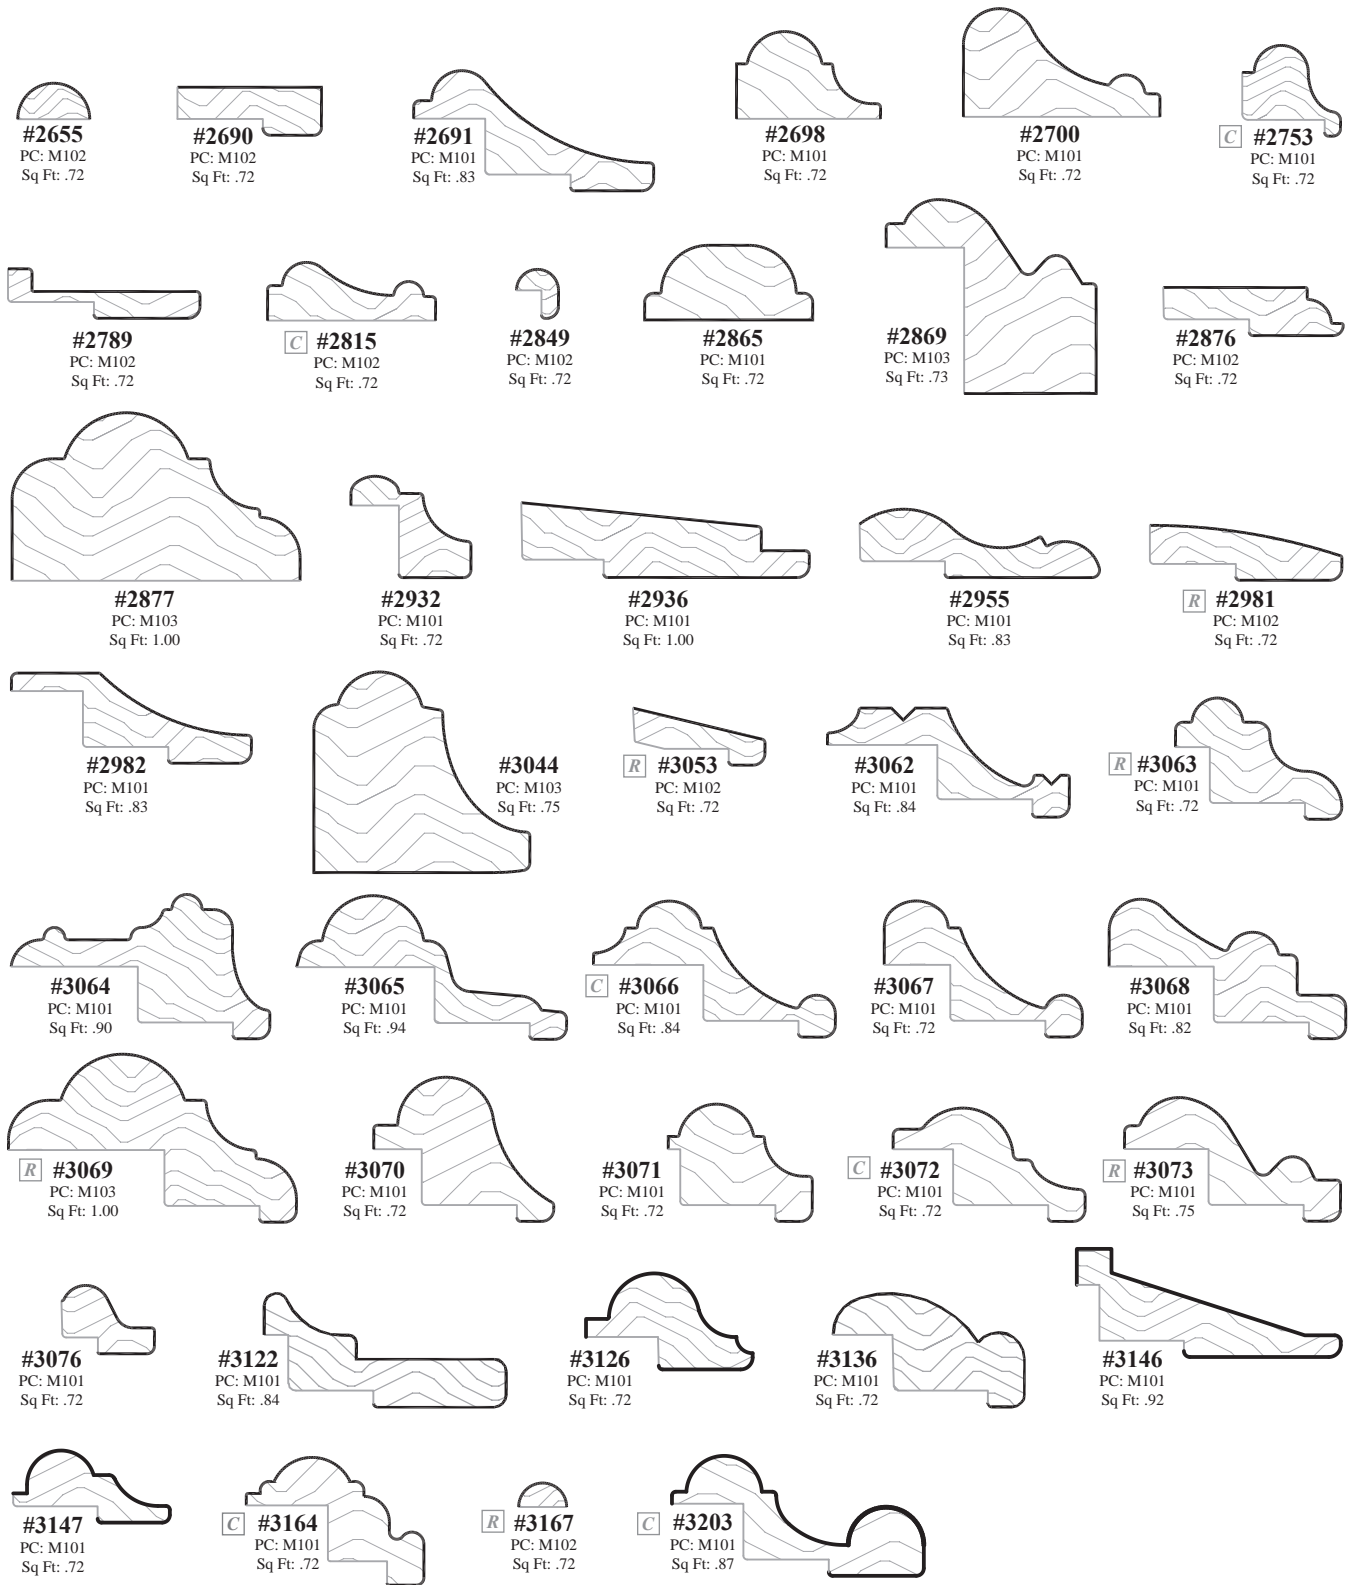 #2655
PC: M102
Sq Ft: .72
#2690
PC: M102
Sq Ft: .72
#2691
PC: M101
Sq Ft: .83
#2698
PC: M101
Sq Ft: .72
#2700
PC: M101
Sq Ft: .72
C #2753
PC: M101
Sq Ft: .72
#2789
PC: M102
Sq Ft: .72
C #2815
PC: M102
Sq Ft: .72
#2849
PC: M102
Sq Ft: .72
#2865
PC: M101
Sq Ft: .72
#2869
PC: M103
Sq Ft: .73
#2876
PC: M102
Sq Ft: .72
#2877
PC: M103
Sq Ft: 1.00
#2932
PC: M101
Sq Ft: .72
#2936
PC: M101
Sq Ft: 1.00
#2955
PC: M101
Sq Ft: .83
R #2981
PC: M102
Sq Ft: .72
#2982
PC: M101
Sq Ft: .83
#3044
PC: M103
Sq Ft: .75
R #3053
PC: M102
Sq Ft: .72
#3062
PC: M101
Sq Ft: .84
R #3063
PC: M101
Sq Ft: .72
#3064
PC: M101
Sq Ft: .90
#3065
PC: M101
Sq Ft: .94
C #3066
PC: M101
Sq Ft: .84
#3067
PC: M101
Sq Ft: .72
#3068
PC: M101
Sq Ft: .82
R #3069
PC: M103
Sq Ft: 1.00
#3070
PC: M101
Sq Ft: .72
#3071
PC: M101
Sq Ft: .72
C #3072
PC: M101
Sq Ft: .72
R #3073
PC: M101
Sq Ft: .75
#3076
PC: M101
Sq Ft: .72
#3122
PC: M101
Sq Ft: .84
#3126
PC: M101
Sq Ft: .72
#3136
PC: M101
Sq Ft: .72
#3146
PC: M101
Sq Ft: .92
#3147
PC: M101
Sq Ft: .72
C #3164
PC: M101
Sq Ft: .72
R #3167
PC: M102
Sq Ft: .72
C #3203
PC: M101
Sq Ft: .87